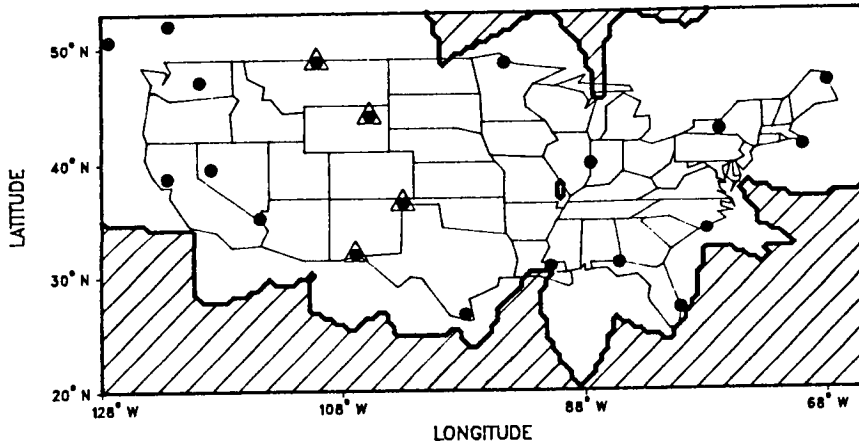 50° N
40° N
30° N
20° N
LATITUDE
128° W
108° W
88° W
68° W
LONGITUDE